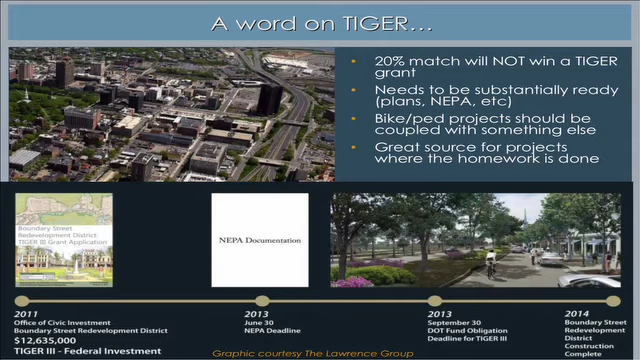 A word on TIGER…
• 20% match will NOT win a TIGER
grant
• Needs to be substantially ready
(plans, NEPA, etc)
• Bike/ped projects should be
coupled with something else
• Great source for projects
where the homework is done
Boundary Street
Redevelopment District
TIGER III Grant Application
NEPA Documentation
2011
Office of Civic Investment
Boundary Street Redevelopment District
$12,635,000
TIGER III - Federal Investment
2013
June 30
NEPA Deadline
2013
September 30
DOT Fund Obligation
Deadline for TIGER III
2014
Boundary Street
Redevelopment
District
Construction
Complete
Graphic courtesy The Lawrence Group